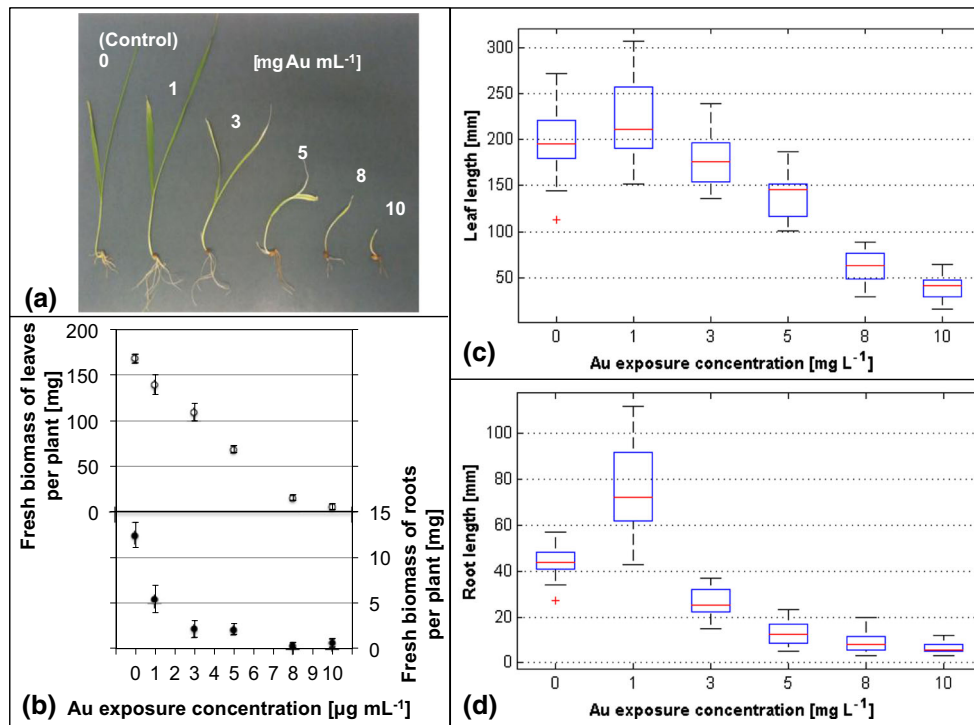 (Control)
0
1
[mg Au mL⁻¹]
3
5
8
10
(a)
200
150
100
50
0
Fresh biomass of leaves
per plant [mg]
15
10
5
0
Fresh biomass of roots
per plant [mg]
0 1 2 3 4 5 6 7 8 9 10
(b) Au exposure concentration [µg mL⁻¹]
300
250
200
150
100
50
Leaf length [mm]
0 1 3 5 8 10
(c) Au exposure concentration [mg L⁻¹]
100
80
60
40
20
0
Root length [mm]
0 1 3 5 8 10
(d) Au exposure concentration [mg L⁻¹]